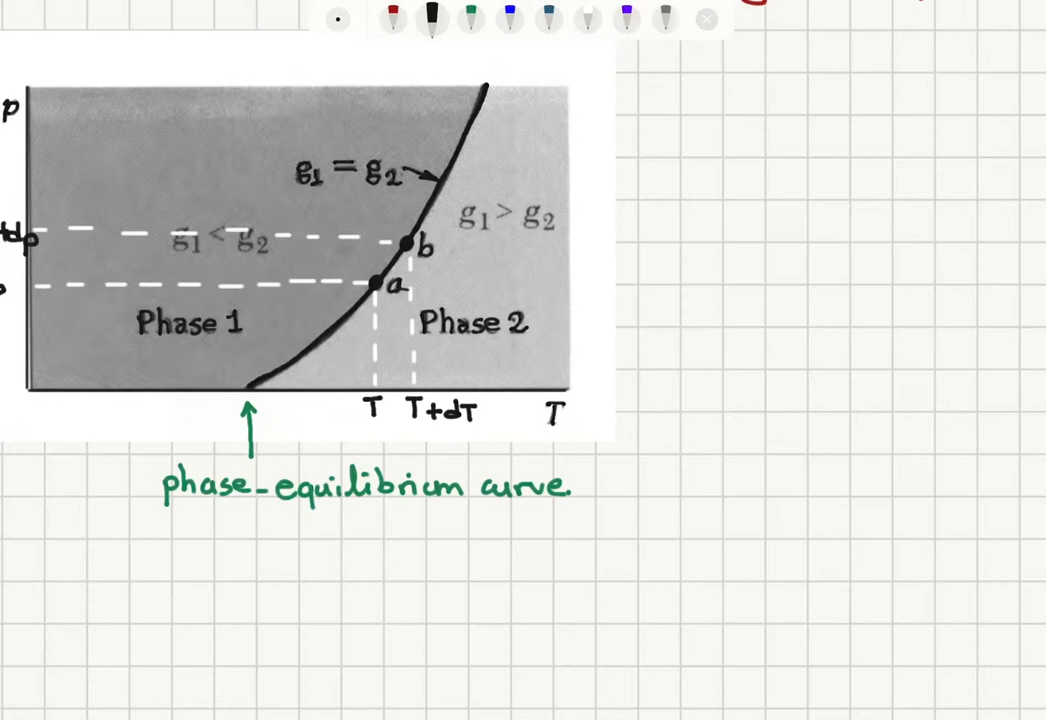 p
g₁ = g₂
g₁ > g₂
g₁ < g₂
b
a
Phase 1
Phase 2
T
T+dT
T
phase-equilibrium curve.